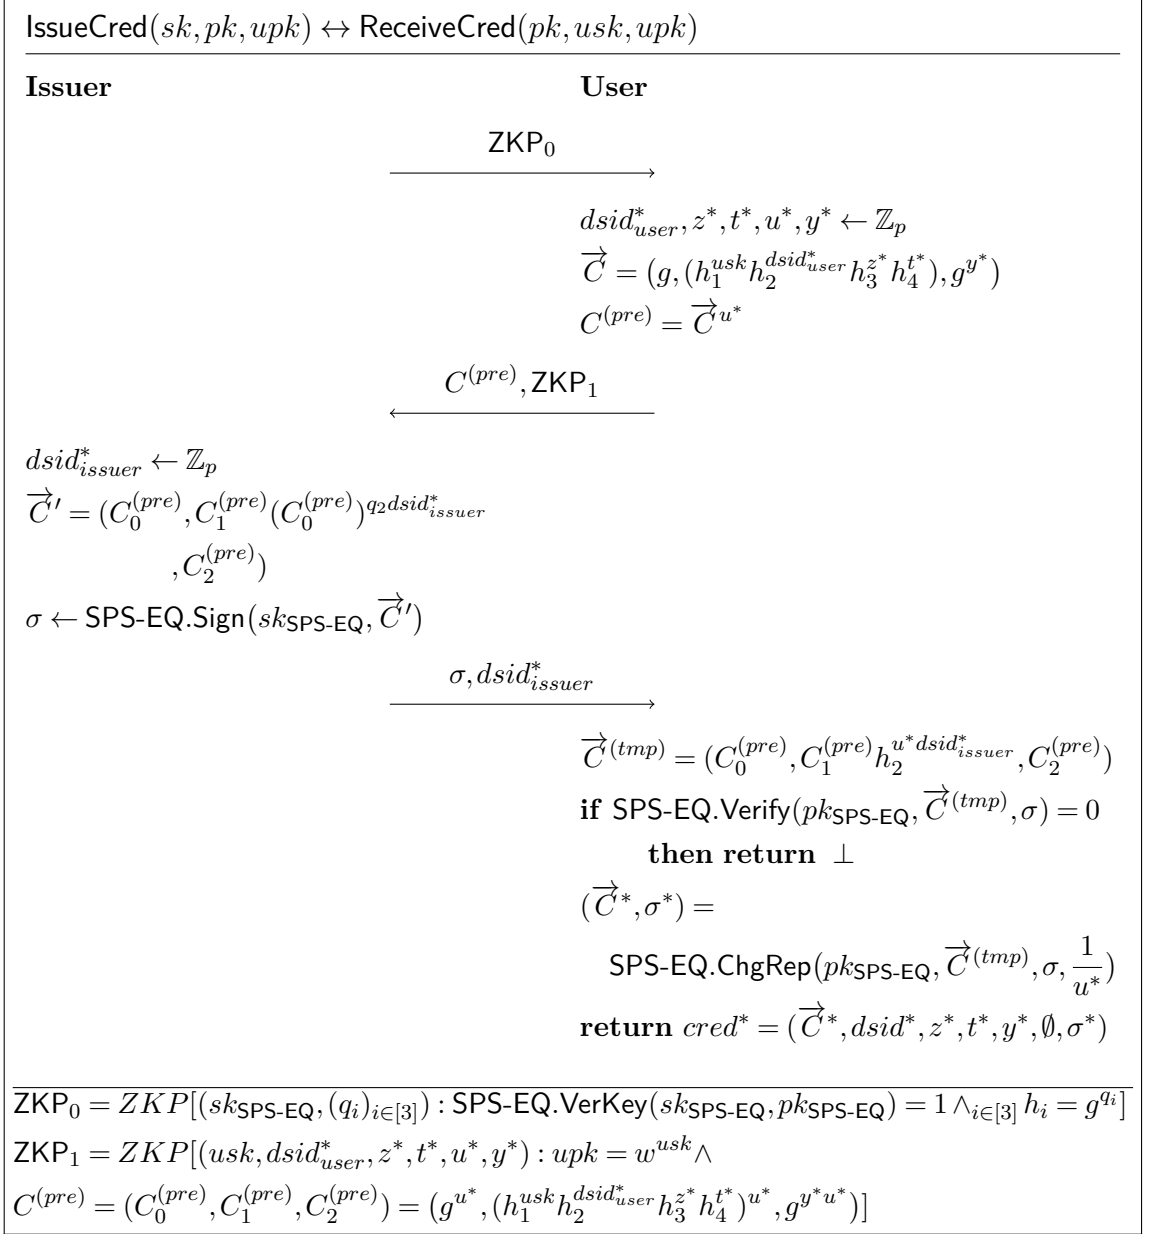 IssueCred(sk, pk, upk) ↔ ReceiveCred(pk, usk, upk)
Issuer User
ZKP₀
dsid*_{user}, z*, t*, u*, y* ← ℤ_p
\overrightarrow{C} = (g, (h_1^{usk} h_2^{dsid*_{user}} h_3^{z*} h_4^{t*}), g^{y*})
C^{(pre)} = \overrightarrow{C}^{u*}
C^{(pre)}, ZKP₁
dsid*_{issuer} ← ℤ_p
\overrightarrow{C}' = (C_0^{(pre)}, C_1^{(pre)} (C_0^{(pre)})^{q_2 dsid*_{issuer}}
, C_2^{(pre)})
σ ← SPS-EQ.Sign(sk_{SPS-EQ}, \overrightarrow{C}')
σ, dsid*_{issuer}
\overrightarrow{C}^{(tmp)} = (C_0^{(pre)}, C_1^{(pre)} h_2^{u* dsid*_{issuer}}, C_2^{(pre)})
if SPS-EQ.Verify(pk_{SPS-EQ}, \overrightarrow{C}^{(tmp)}, σ) = 0
then return ⊥
(\overrightarrow{C}*, σ*) =
SPS-EQ.ChgRep(pk_{SPS-EQ}, \overrightarrow{C}^{(tmp)}, σ, \frac{1}{u*})
return cred* = (\overrightarrow{C}*, dsid*, z*, t*, y*, ∅, σ*)
ZKP₀ = ZKP[(sk_{SPS-EQ}, (q_i)_{i∈[3]}) : SPS-EQ.VerKey(sk_{SPS-EQ}, pk_{SPS-EQ}) = 1 ∧_{i∈[3]} h_i = g^{q_i}]
ZKP₁ = ZKP[(usk, dsid*_{user}, z*, t*, u*, y*) : upk = w^{usk} ∧
C^{(pre)} = (C_0^{(pre)}, C_1^{(pre)}, C_2^{(pre)}) = (g^{u*}, (h_1^{usk} h_2^{dsid*_{user}} h_3^{z*} h_4^{t*})^{u*}, g^{y* u*})]